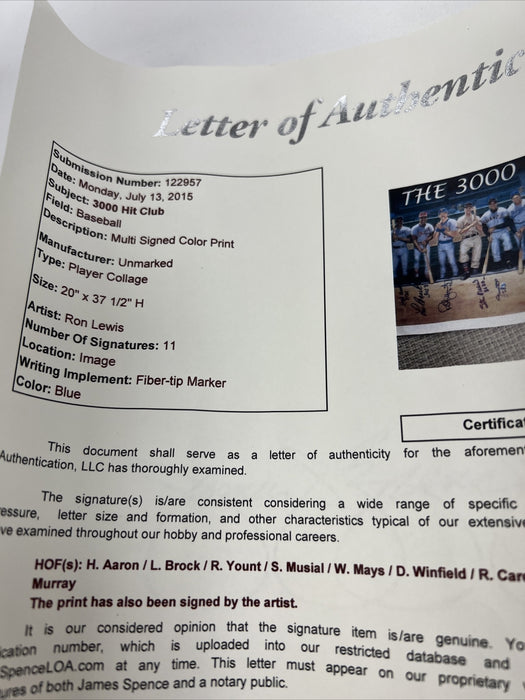 Letter of Authentic
Submission Number: 122957
Date: Monday, July 13, 2015
Subject: 3000 Hit Club
Field: Baseball
Description: Multi Signed Color Print
Manufacturer: Unmarked
Type: Player Collage
Size: 20" x 37 1/2" H
Artist: Ron Lewis
Number Of Signatures: 11
Location: Image
Writing Implement: Fiber-tip Marker
Color: Blue
THE 3000
Certifica
This document shall serve as a letter of authenticity for the aforemen
Authentication, LLC has thoroughly examined.
The signature(s) is/are consistent considering a wide range of specific
essure, letter size and formation, and other characteristics typical of our extensive
ve examined throughout our hobby and professional careers.
HOF(s): H. Aaron / L. Brock / R. Yount / S. Musial / W. Mays / D. Winfield / R. Care
Murray
The print has also been signed by the artist.
It is our considered opinion that the signature item is/are genuine. Yo
ication number, which is uploaded into our restricted database and
SpenceLOA.com at any time. This letter must appear on our proprietary
ures of both James Spence and a notary public.